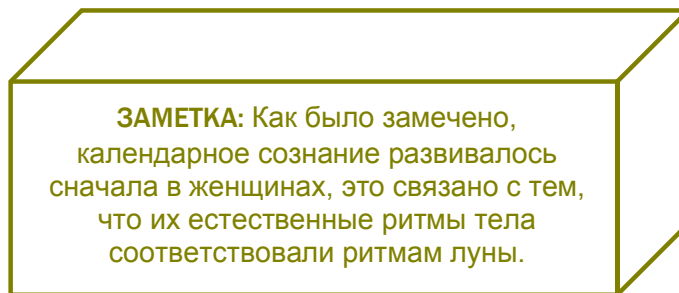 ЗАМЕТКА: Как было замечено,
календарное сознание развивалось
сначала в женщинах, это связано с тем,
что их естественные ритмы тела
соответствовали ритмам луны.